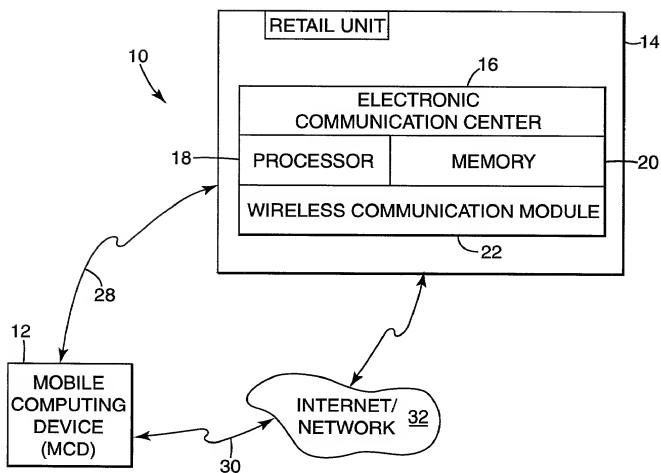 RETAIL UNIT
14
10
16
ELECTRONIC
COMMUNICATION CENTER
18
PROCESSOR
MEMORY
20
WIRELESS COMMUNICATION MODULE
22
28
12
MOBILE
COMPUTING
DEVICE
(MCD)
INTERNET/
NETWORK
32
30